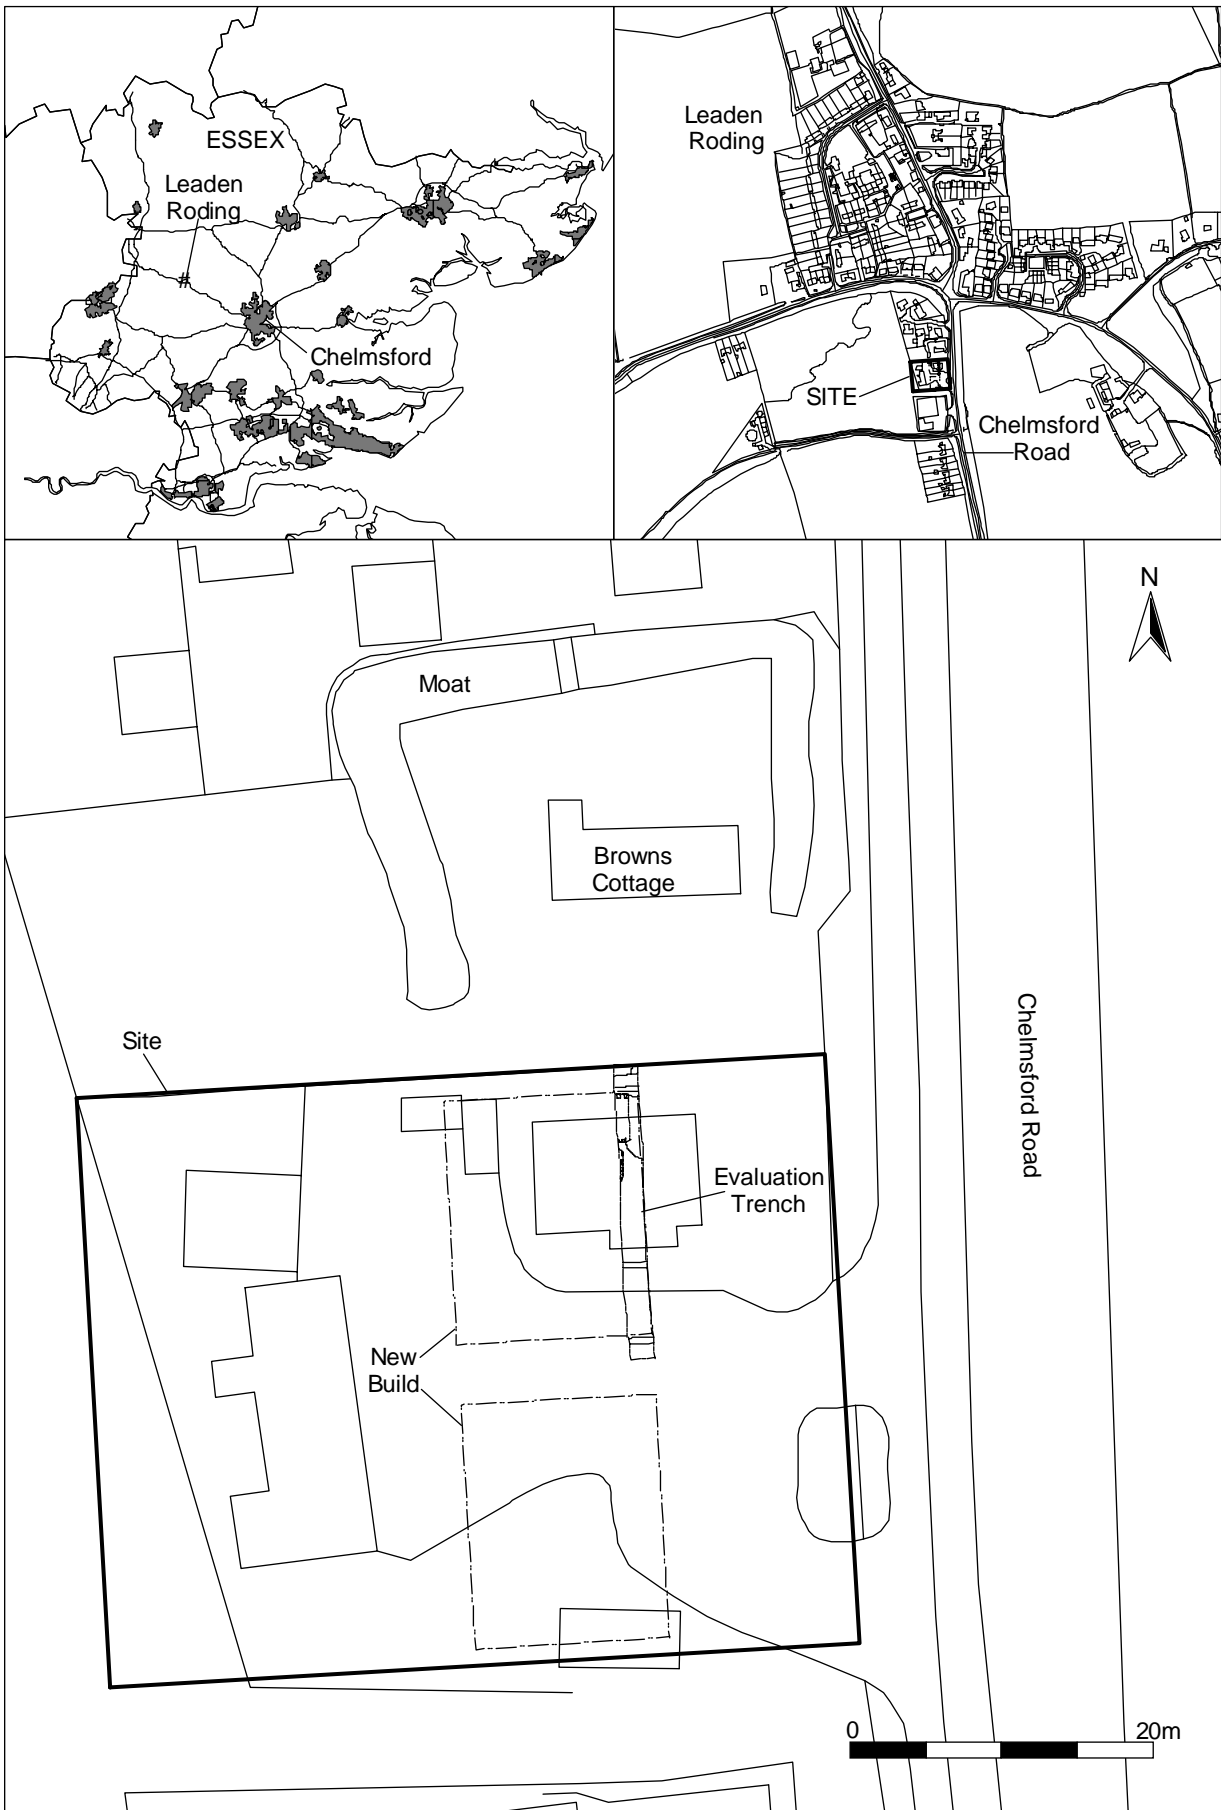 ESSEX
Leaden
Roding
Chelmsford
Leaden
Roding
SITE
Chelmsford
Road
N
Moat
Browns
Cottage
Site
Chelmsford Road
Evaluation
Trench
New
Build
0 20m